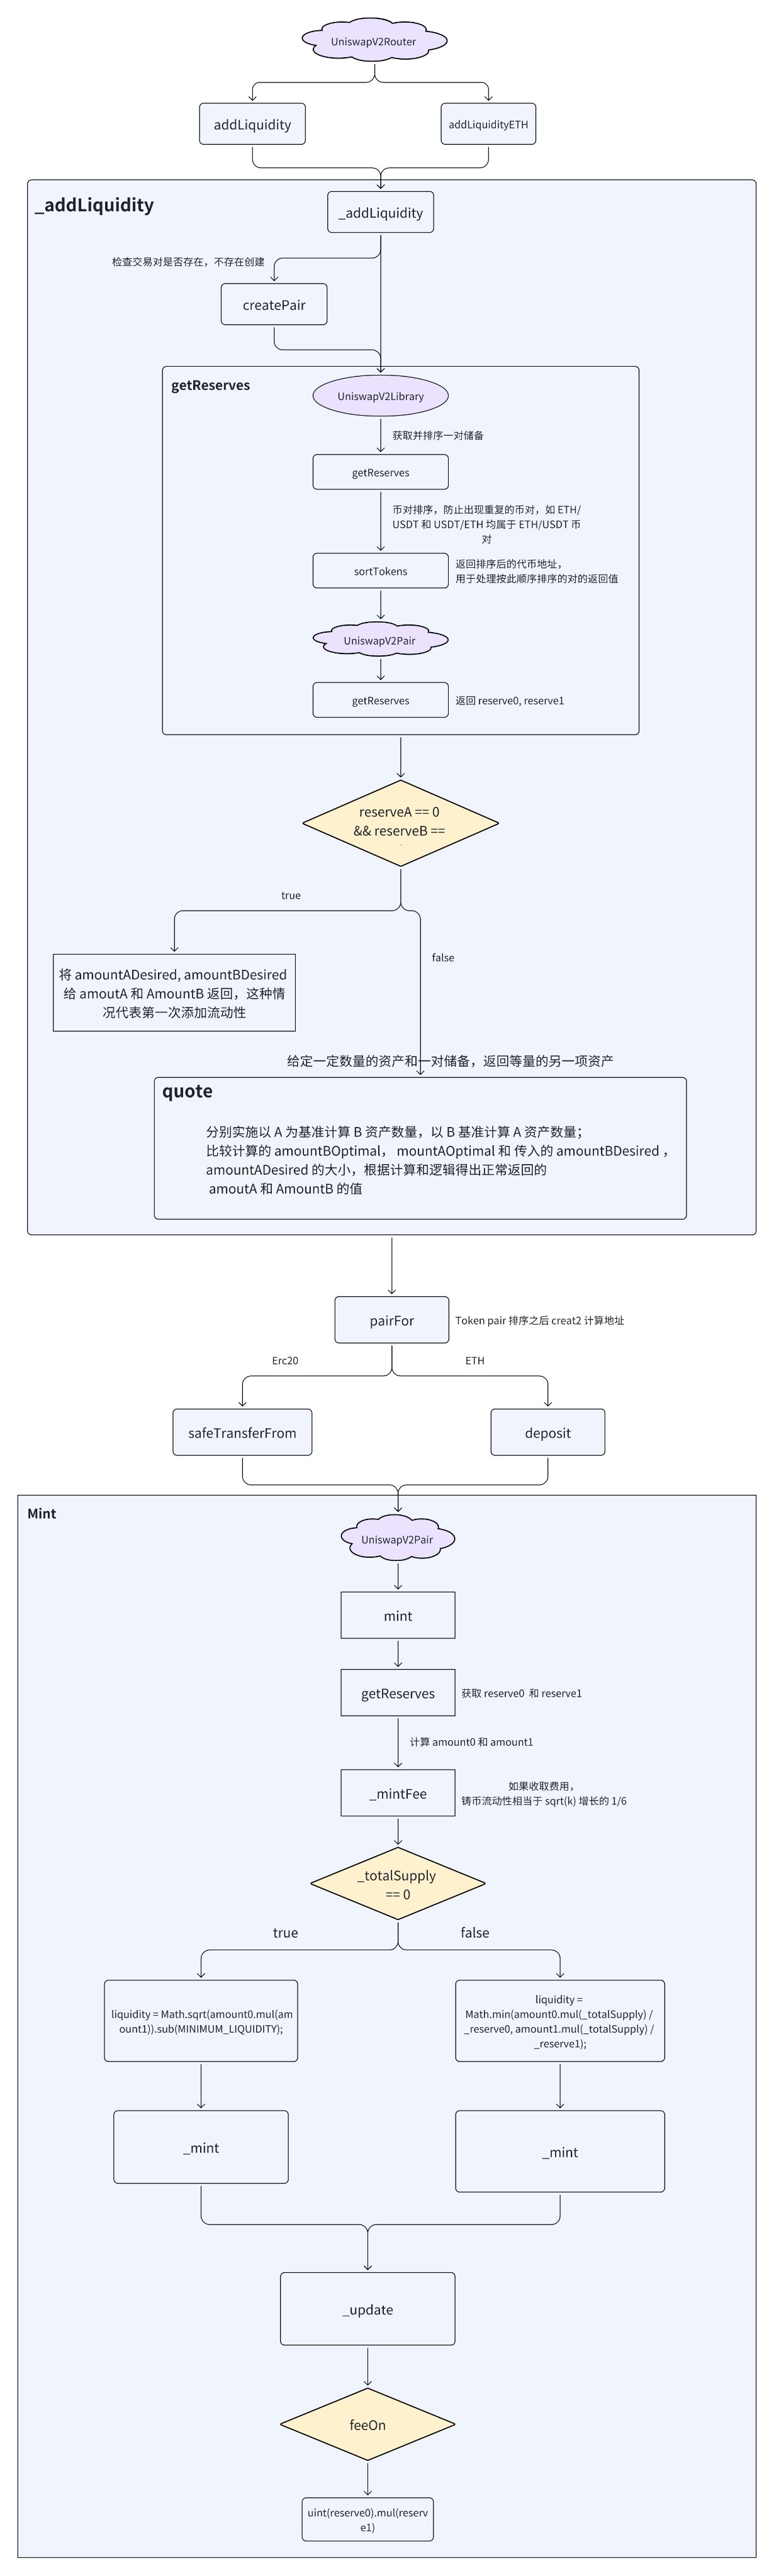 UniswapV2Router
addLiquidity
addLiquidityETH
_addLiquidity
_addLiquidity
检查交易对是否存在，不存在创建
createPair
getReserves
UniswapV2Library
获取并排序一对储备
getReserves
币对排序，防止出现重复的币对，如 ETH/
USDT 和 USDT/ETH 均属于 ETH/USDT 币
对
sortTokens
返回排序后的代币地址，
用于处理按此顺序排序的对的返回值
UniswapV2Pair
getReserves
返回 reserve0, reserve1
reserveA == 0
&& reserveB ==
true
false
将 amountADesired, amountBDesired
给 amoutA 和 AmountB 返回，这种情
况代表第一次添加流动性
给定一定数量的资产和一对储备，返回等量的另一项资产
quote
分别实施以 A 为基准计算 B 资产数量，以 B 基准计算 A 资产数量；
比较计算的 amountBOptimal， mountAOptimal 和 传入的 amountBDesired ，
amountADesired 的大小，根据计算和逻辑得出正常返回的
amoutA 和 AmountB 的值
pairFor
Token pair 排序之后 creat2 计算地址
Erc20
ETH
safeTransferFrom
deposit
Mint
UniswapV2Pair
mint
getReserves
获取 reserve0 和 reserve1
计算 amount0 和 amount1
_mintFee
如果收取费用，
铸币流动性相当于 sqrt(k) 增长的 1/6
_totalSupply
== 0
true
false
liquidity = Math.sqrt(amount0.mul(am
ount1)).sub(MINIMUM_LIQUIDITY);
liquidity =
Math.min(amount0.mul(_totalSupply) /
_reserve0, amount1.mul(_totalSupply) /
_reserve1);
_mint
_mint
_update
feeOn
uint(reserve0).mul(reserv
e1)